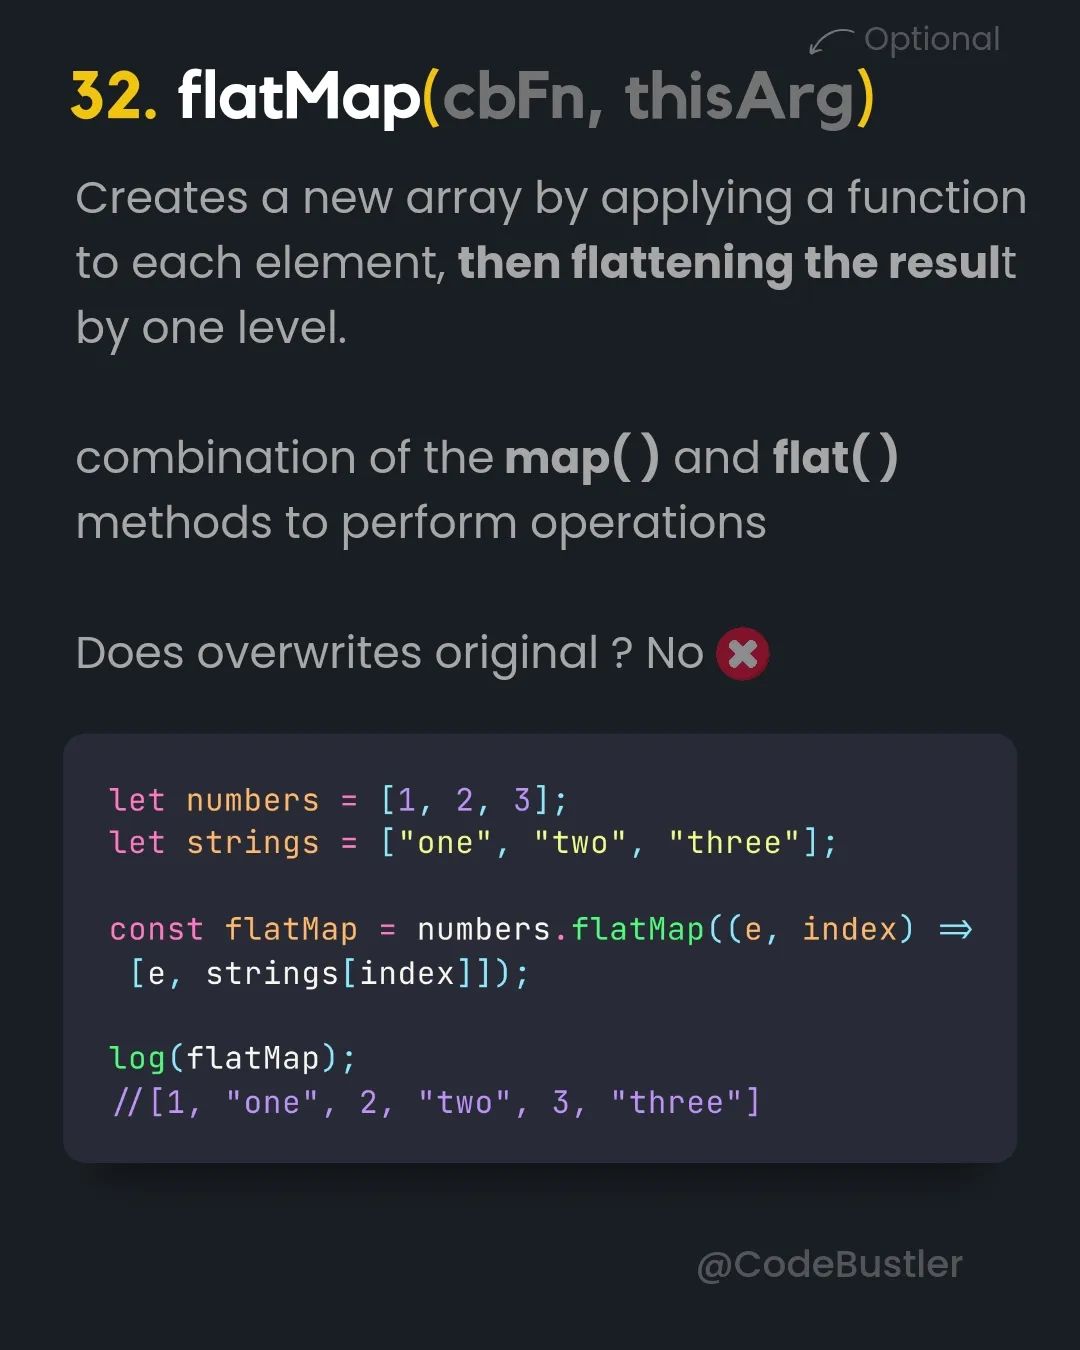 Optional
32. flatMap(cbFn, thisArg)
Creates a new array by applying a function
to each element, then flattening the result
by one level.
combination of the map() and flat()
methods to perform operations
Does overwrites original ? No ✖
let numbers = [1, 2, 3];
let strings = ["one", "two", "three"];
const flatMap = numbers.flatMap((e, index) =>
[e, strings[index]]);
log(flatMap);
//[1, "one", 2, "two", 3, "three"]
@CodeBustler